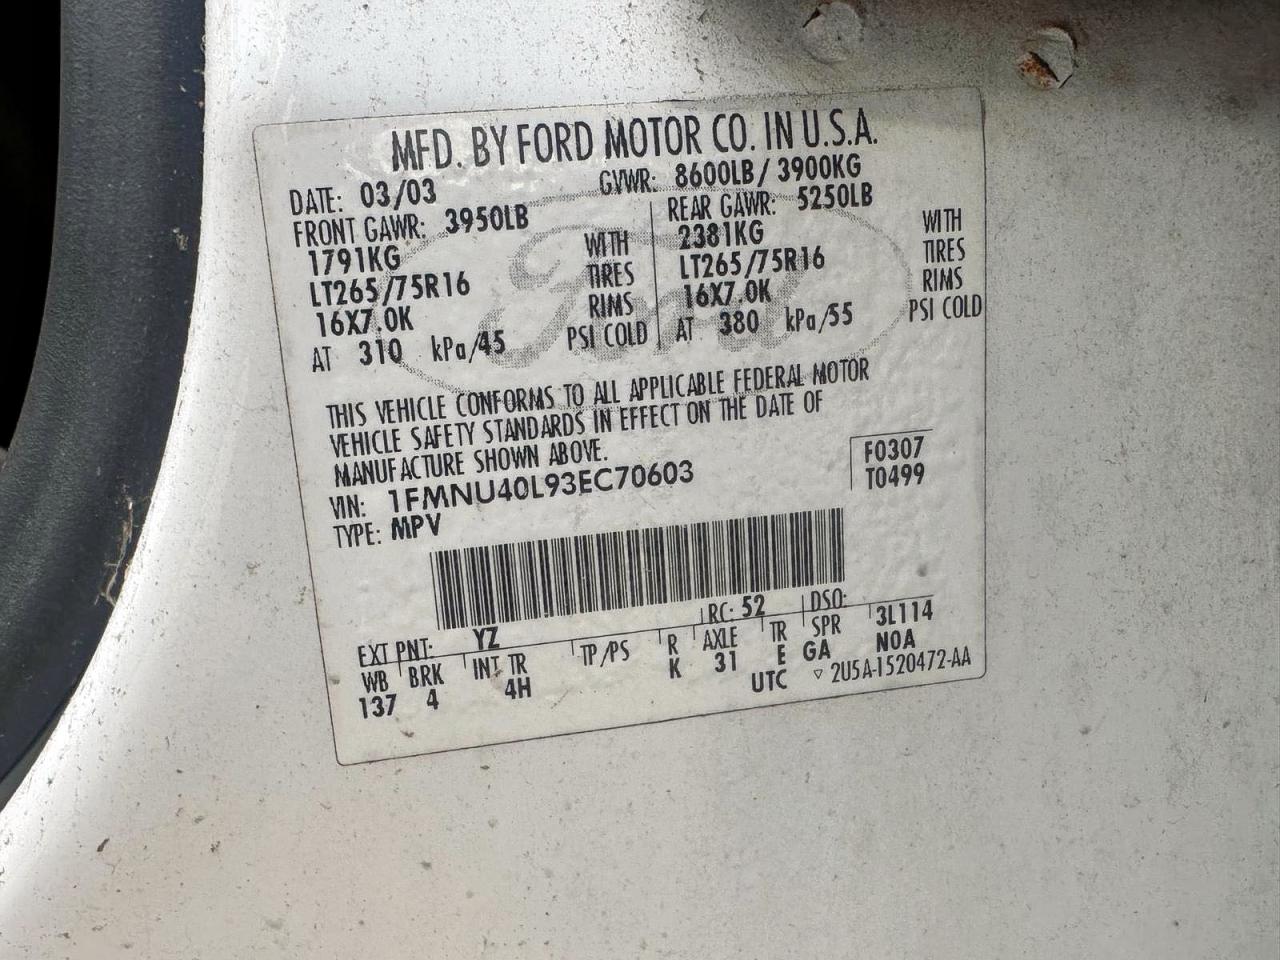 MFD. BY FORD MOTOR CO. IN U.S.A.
DATE: 03/03 GVWR: 8600LB / 3900KG
FRONT GAWR: 3950LB REAR GAWR: 5250LB
1791KG WITH 2381KG WITH
LT265/75R16 TIRES LT265/75R16 TIRES
16X7.0K RIMS 16X7.0K RIMS
AT 310 kPa/45 PSI COLD AT 380 kPa/55 PSI COLD
Ford
THIS VEHICLE CONFORMS TO ALL APPLICABLE FEDERAL MOTOR
VEHICLE SAFETY STANDARDS IN EFFECT ON THE DATE OF
MANUFACTURE SHOWN ABOVE.
F0307
VIN: 1FMNU40L93EC70603
T0499
TYPE: MPV
EXT PNT: YZ RC: 52 DSO:
WB BRK INT TR TP/PS R AXLE TR SPR 3L114
137 4 4H K 31 E GA N0A
UTC ▽ 2U5A-1520472-AA